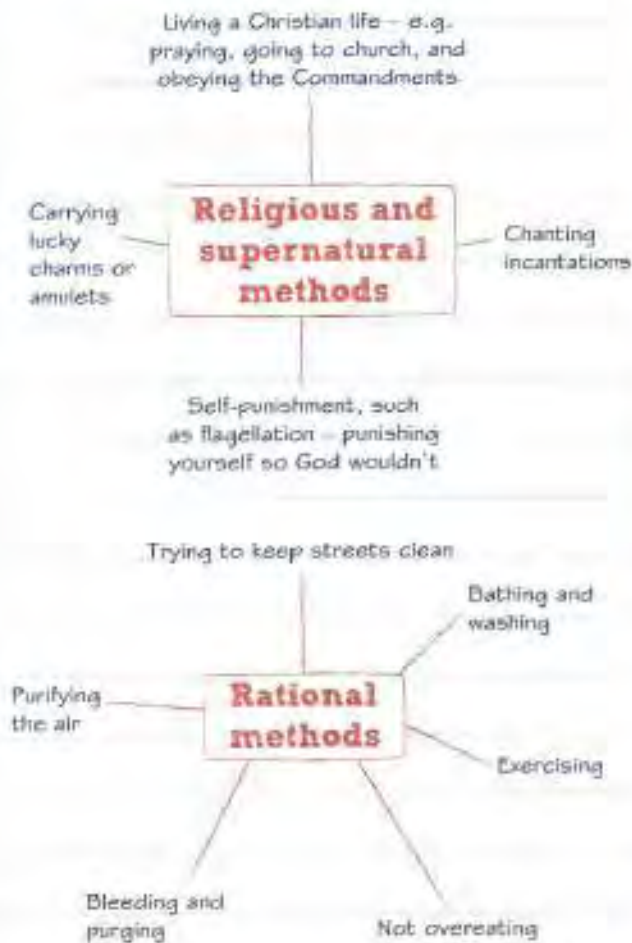 Living a Christian life – e.g.
praying, going to church, and
obeying the Commandments
Religious and
supernatural
methods
Carrying
lucky
charms or
amulets
Chanting
incantations
Self-punishment, such
as flagellation – punishing
yourself so God wouldn't
Trying to keep streets clean
Bathing and
washing
Purifying
the air
Rational
methods
Exercising
Bleeding and
purging
Not overeating